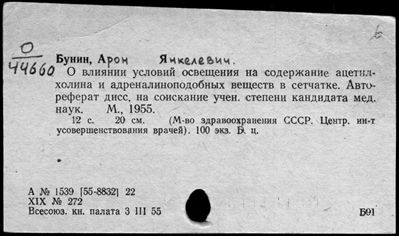 О
44660
б
Бунин, Арон Янкелевич.
О влиянии условий освещения на содержание ацетил-
холина и адреналиноподобных веществ в сетчатке. Авто-
реферат дисс, на соискание учен. степени кандидата мед.
наук. М., 1955.
12 с. 20 см. (М-во здравоохранения СССР. Центр. ин-т
усовершенствования врачей). 100 экз. Б. ц.
А № 1539 [55-8832] 22
XIX № 272
Всесоюз. кн. палата 3 III 55
Б91